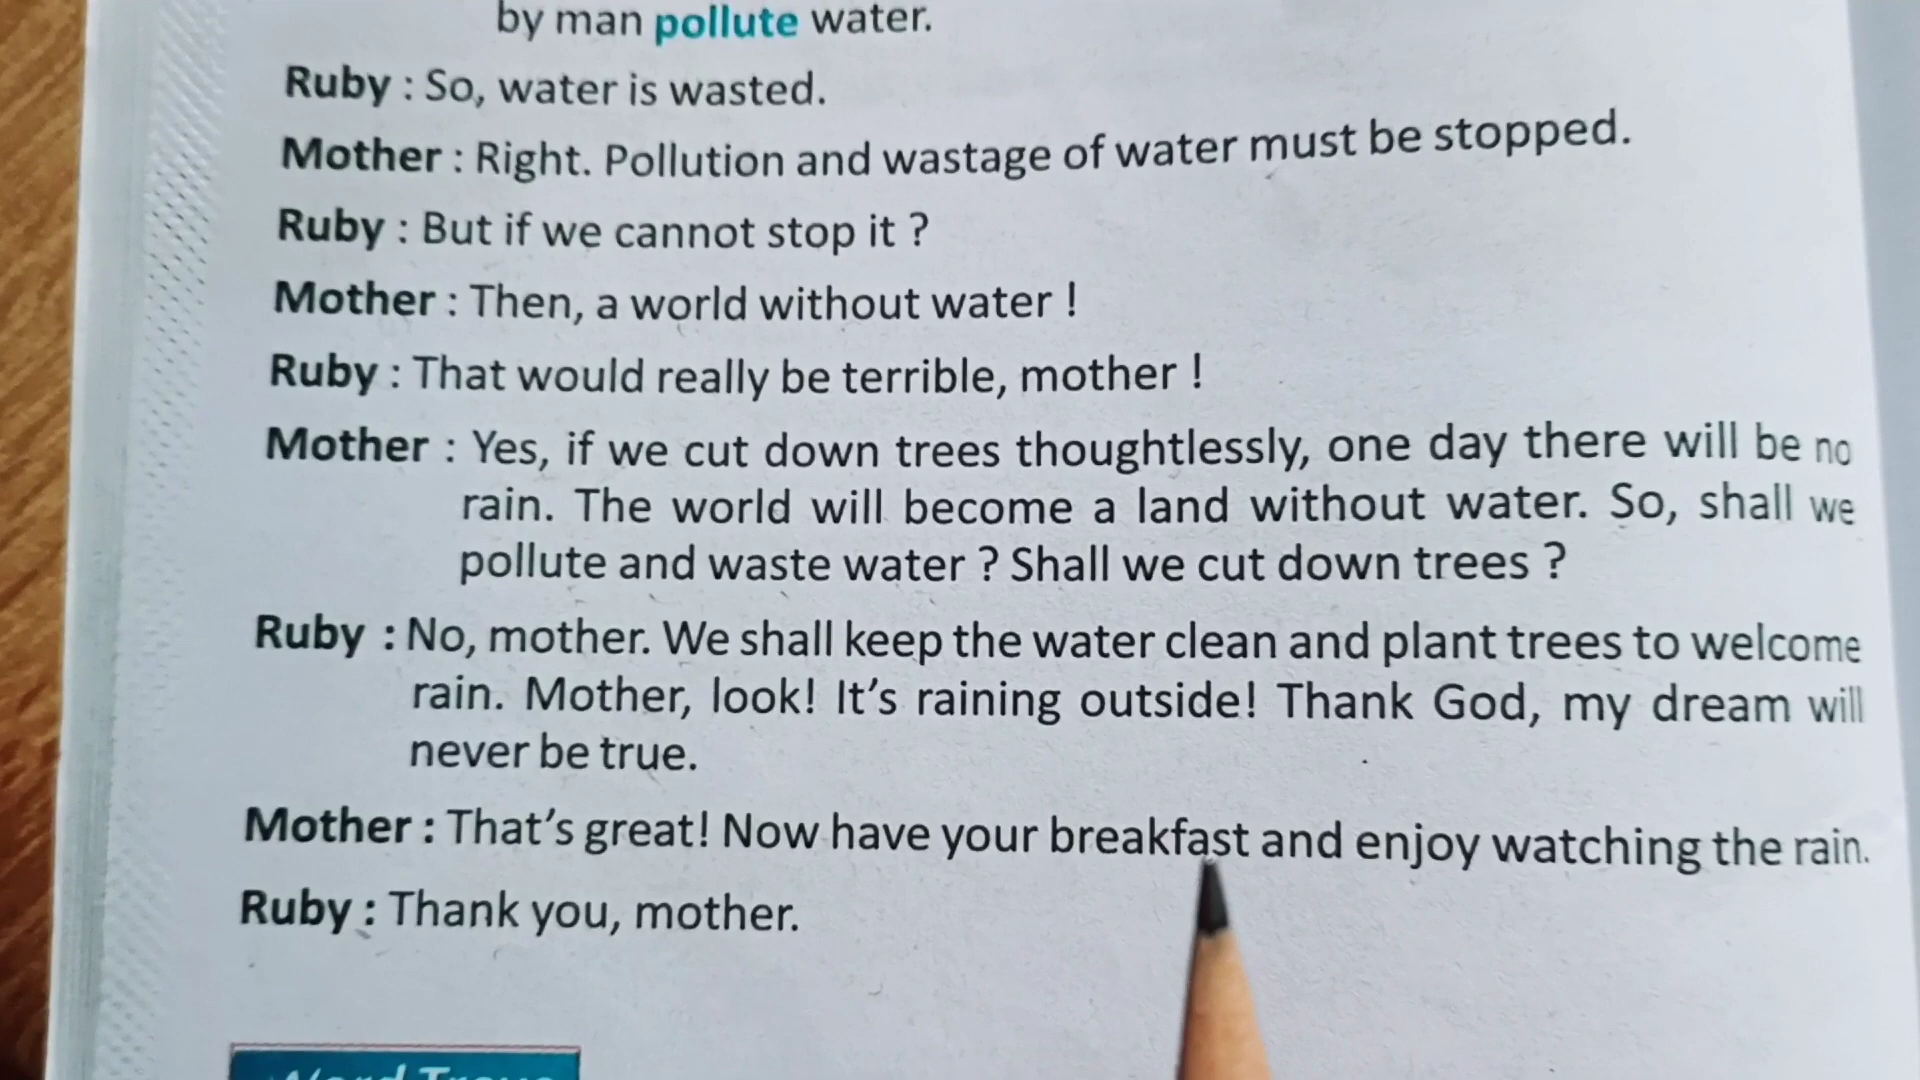 by man pollute water.
Ruby : So, water is wasted.
Mother : Right. Pollution and wastage of water must be stopped.
Ruby : But if we cannot stop it ?
Mother : Then, a world without water !
Ruby : That would really be terrible, mother !
Mother : Yes, if we cut down trees thoughtlessly, one day there will be no
rain. The world will become a land without water. So, shall we
pollute and waste water ? Shall we cut down trees ?
Ruby : No, mother. We shall keep the water clean and plant trees to welcome
rain. Mother, look! It's raining outside! Thank God, my dream will
never be true.
Mother : That's great! Now have your breakfast and enjoy watching the rain.
Ruby : Thank you, mother.
Word